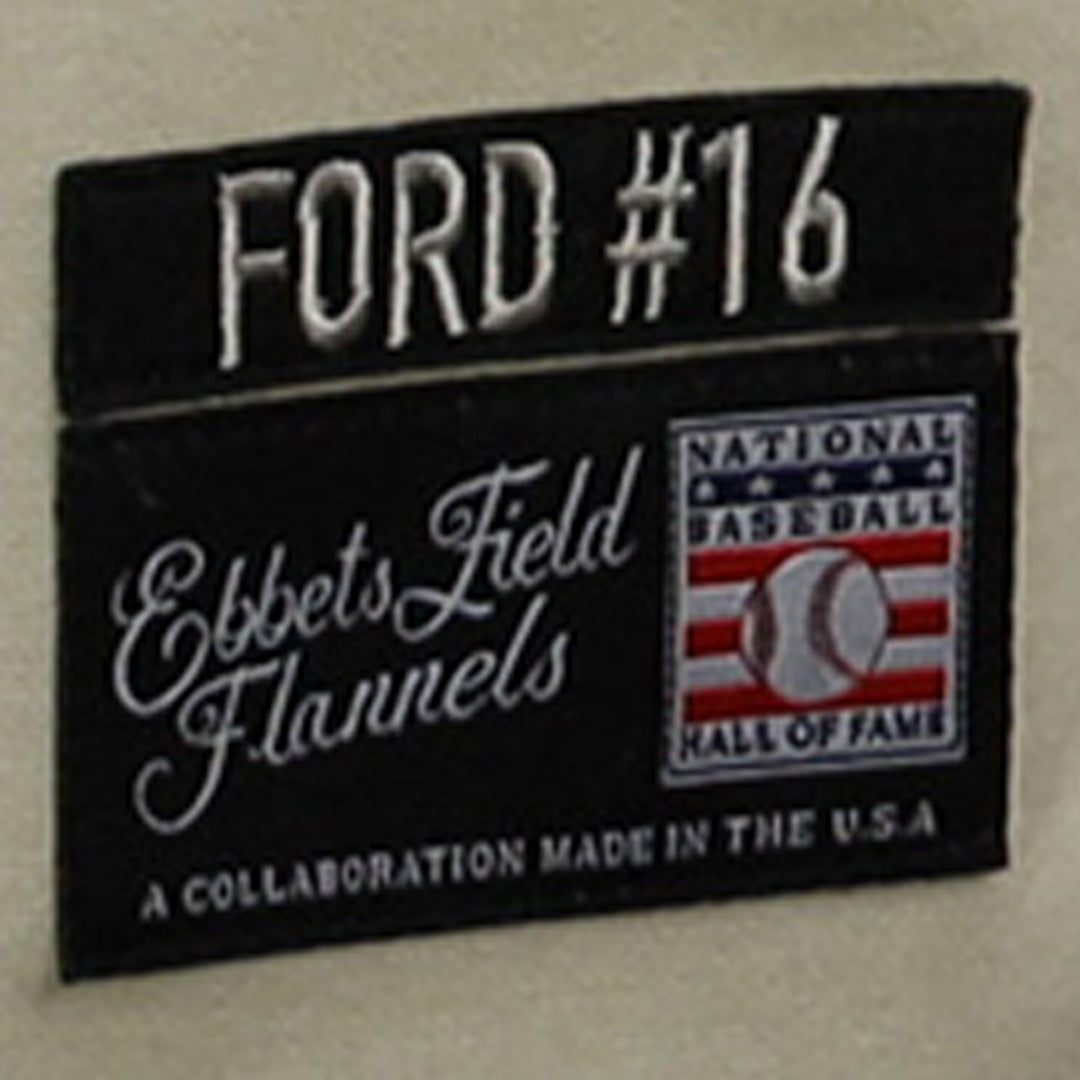 FORD #16
Ebbets Field
Flannels
NATIONAL
BASEBALL
HALL OF FAME
A COLLABORATION MADE IN THE U.S.A